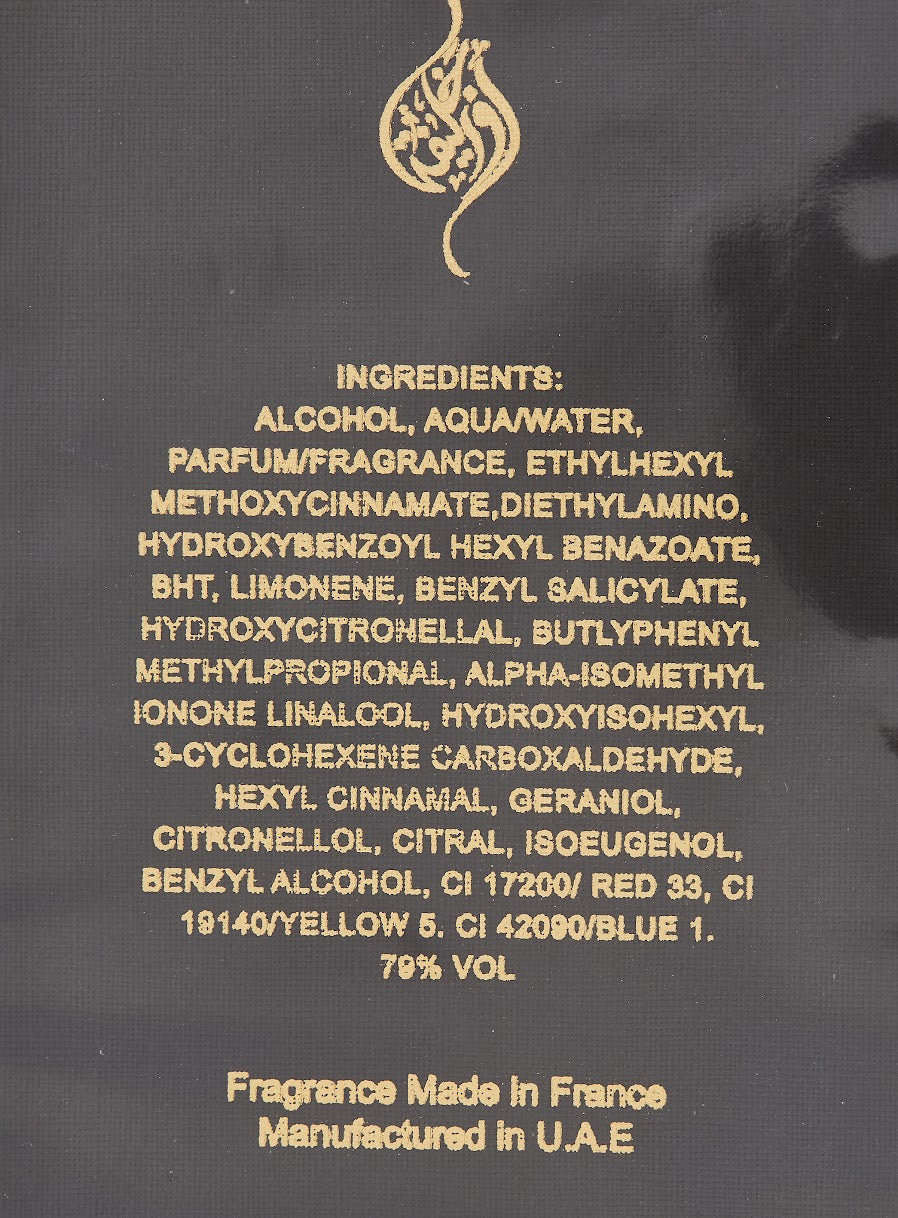 INGREDIENTS:
ALCOHOL, AQUA/WATER,
PARFUM/FRAGRANCE, ETHYLHEXYL
METHOXYCINNAMATE,DIETHYLAMINO,
HYDROXYBENZOYL HEXYL BENAZOATE,
BHT, LIMONENE, BENZYL SALICYLATE,
HYDROXYCITRONELLAL, BUTLYPHENYL
METHYLPROPIONAL, ALPHA-ISOMETHYL
IONONE LINALOOL, HYDROXYISOHEXYL,
3-CYCLOHEXENE CARBOXALDEHYDE,
HEXYL CINNAMAL, GERANIOL,
CITRONELLOL, CITRAL, ISOEUGENOL,
BENZYL ALCOHOL, CI 17200/ RED 33, CI
19140/YELLOW 5. CI 42090/BLUE 1.
79% VOL
Fragrance Made in France
Manufactured in U.A.E